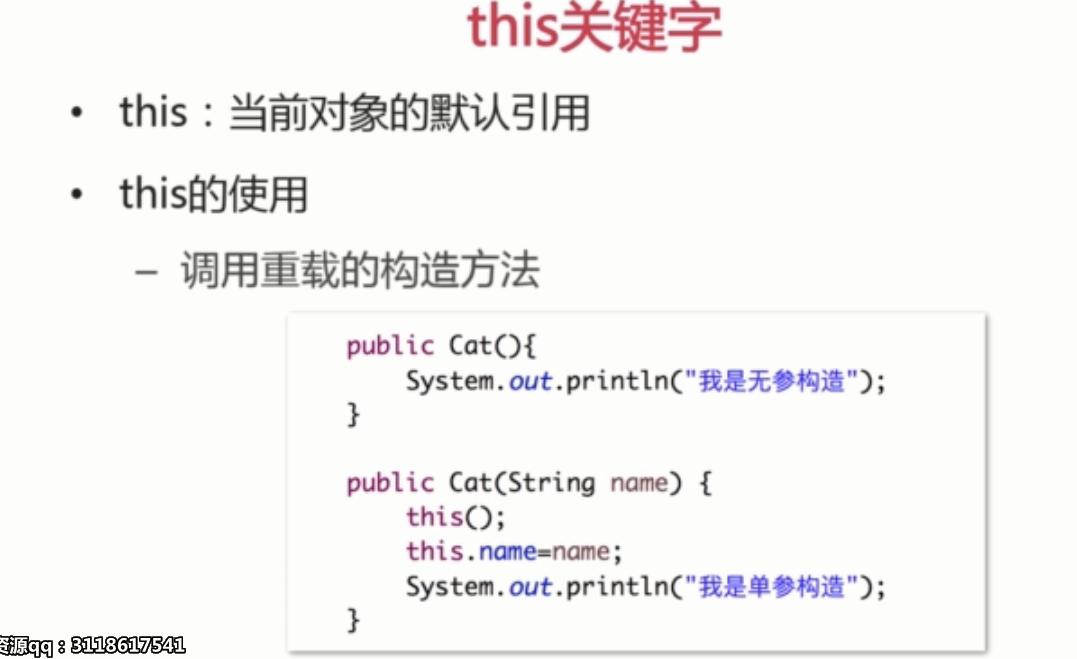 this关键字
• this：当前对象的默认引用
• this的使用
– 调用重载的构造方法
public Cat(){
System.out.println("我是无参构造");
}
public Cat(String name) {
this();
this.name=name;
System.out.println("我是单参构造");
}
资源qq：3118617541